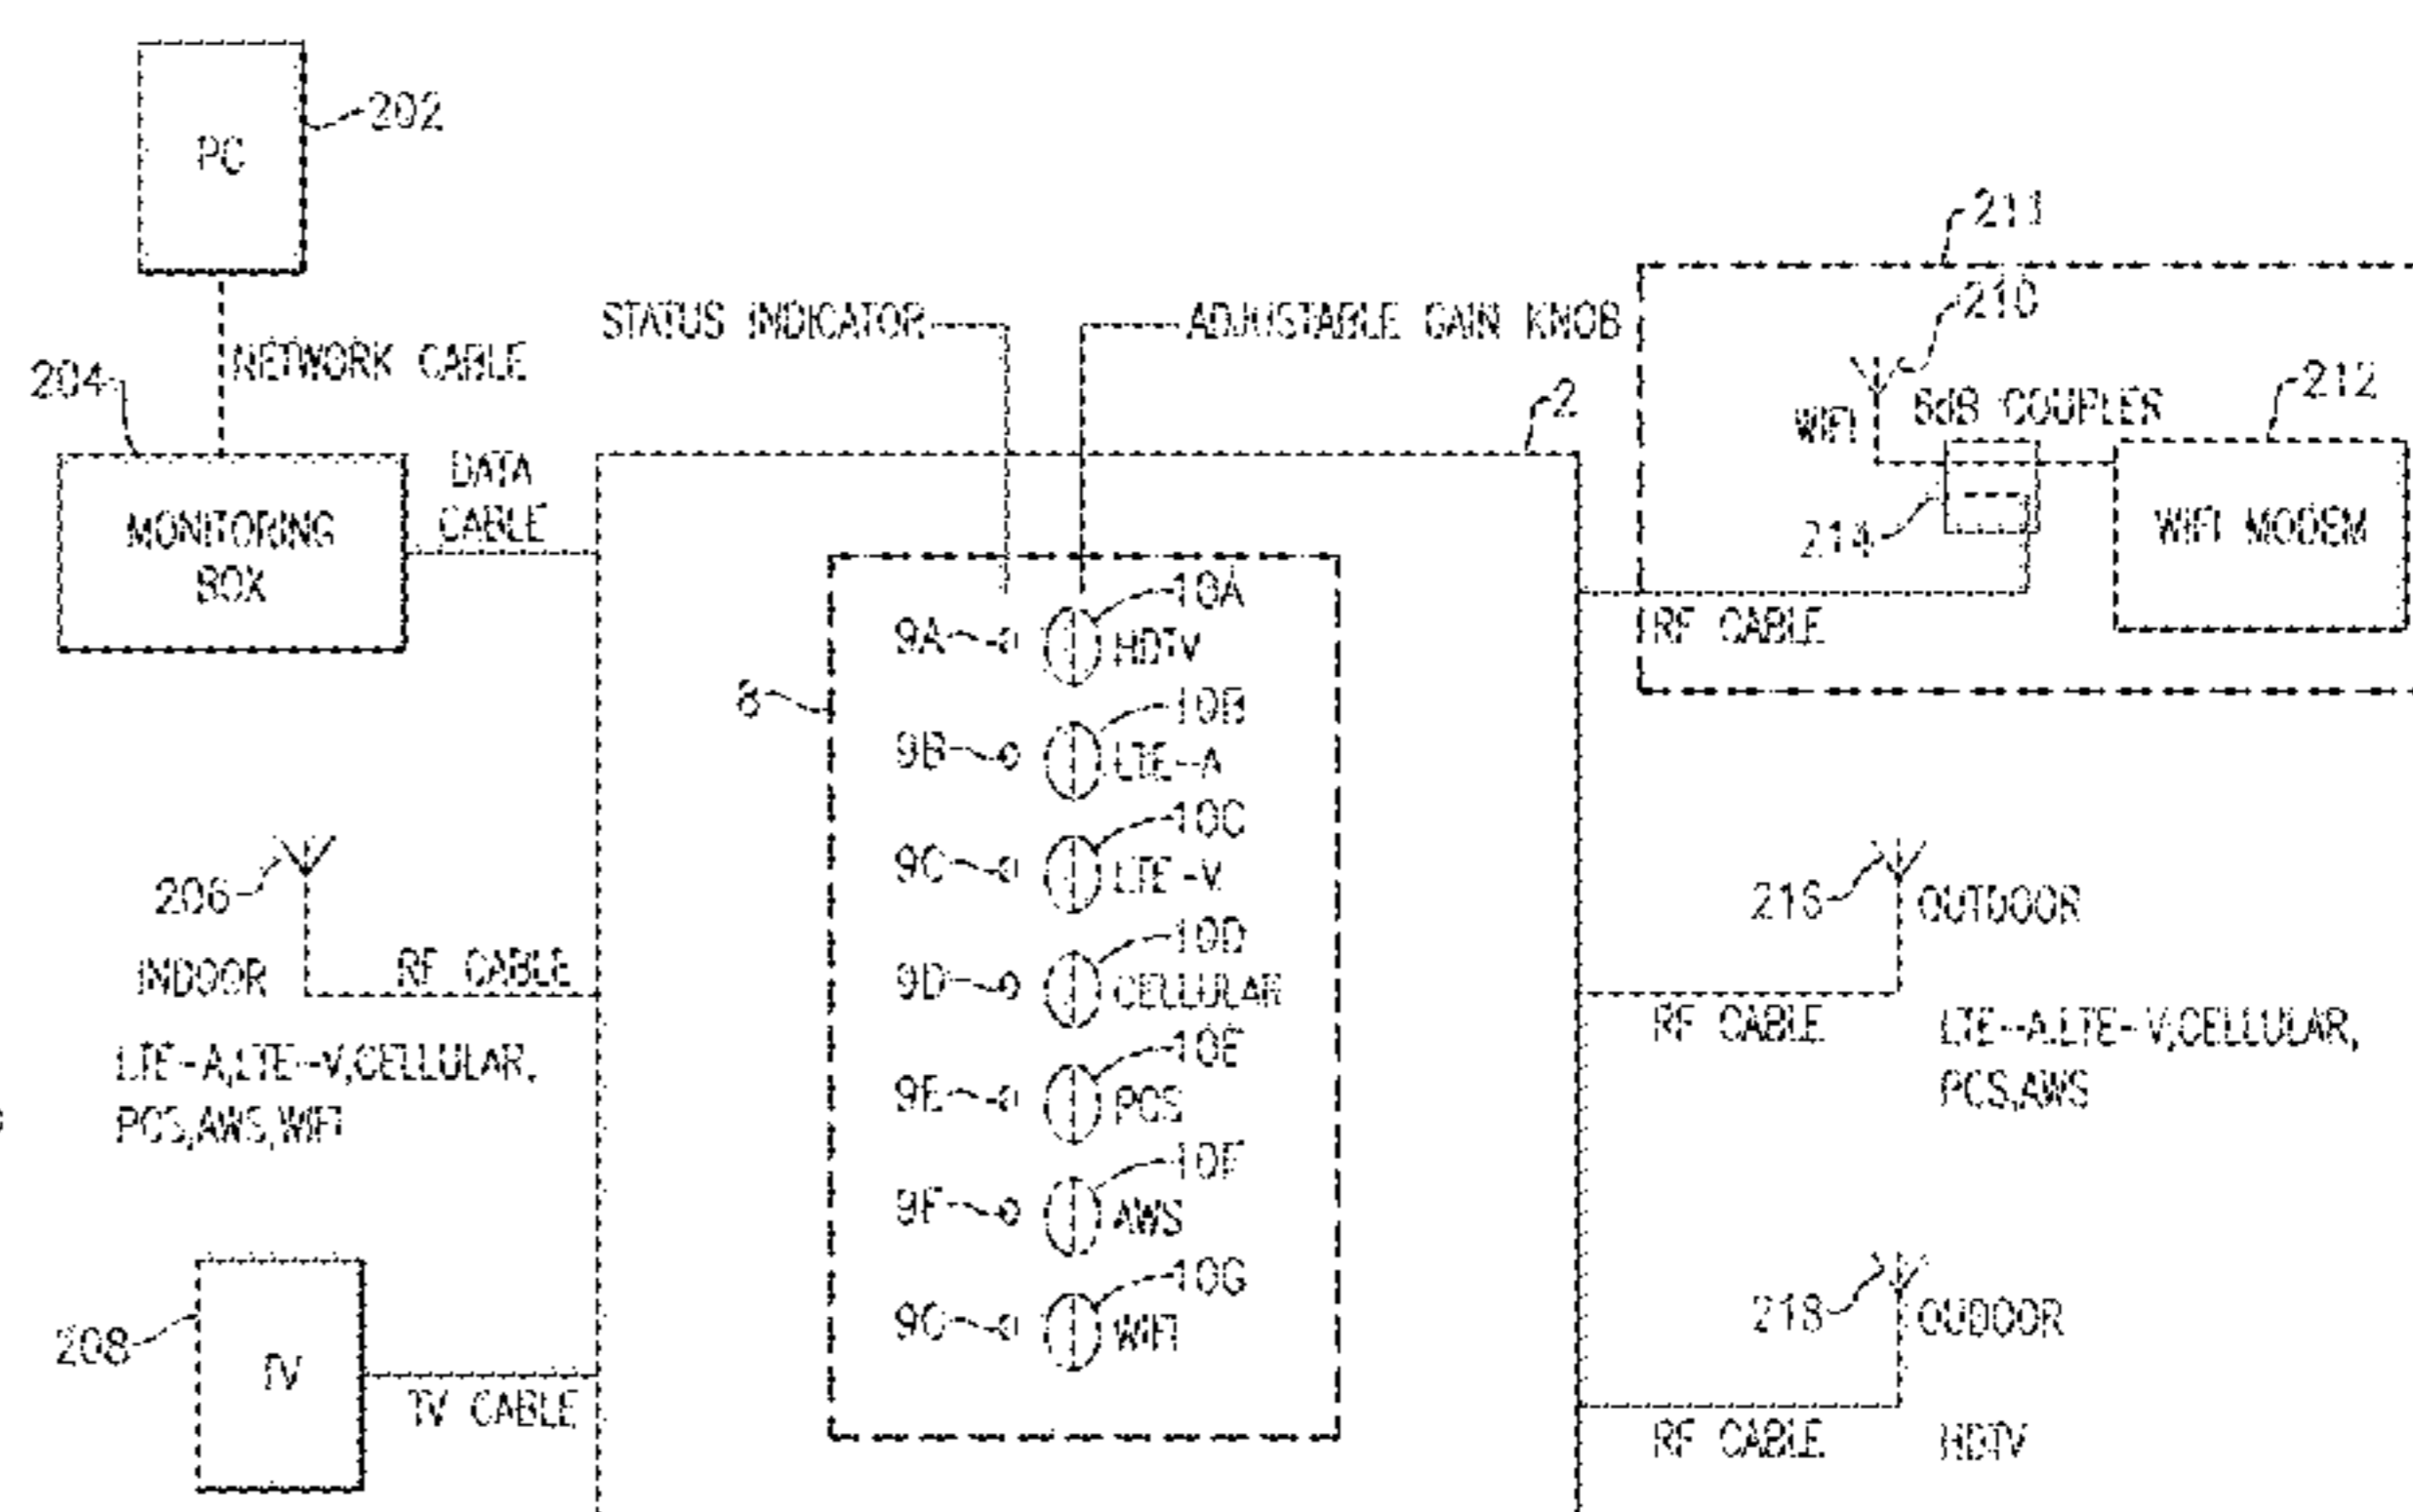 PC
202
211
210
STATUS INDICATOR
ADJUSTABLE GAIN KNOB
NETWORK CABLE
204
2
WIFI
6dB COUPLER
212
DATA
CABLE
MONITORING
BOX
214
WIFI MODEM
RF CABLE
8
9A
10A
HDTV
9B
10B
LTE-A
9C
10C
LTE-V
9D
10D
CELLULAR
9E
10E
PCS
9F
10F
AWS
9G
10G
WIFI
206
INDOOR
RF CABLE
LTE-A,LTE-V,CELLULAR,
PCS,AWS,WIFI
216
OUTDOOR
RF CABLE
LTE-A.LTE-V,CELLULAR,
PCS,AWS
208
TV
TV CABLE
218
OUDOOR
RF CABLE
HDTV